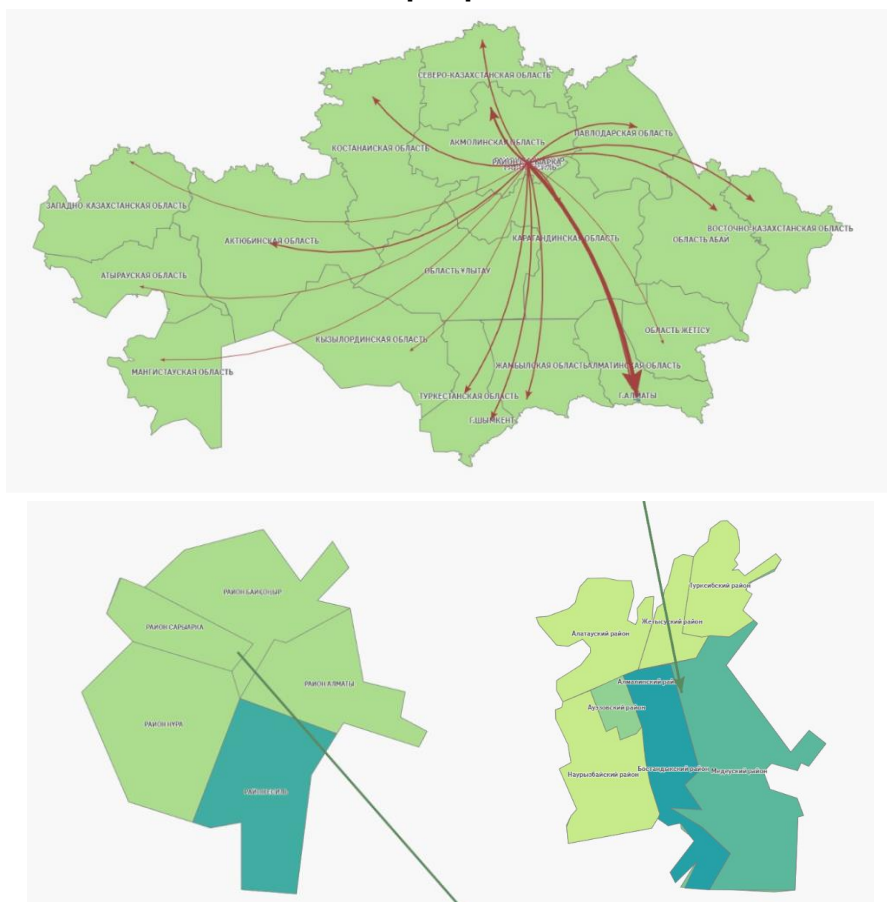 СЕВЕРО-КАЗАХСТАНСКАЯ ОБЛАСТЬ
КОСТАНАЙСКАЯ ОБЛАСТЬ
АКМОЛИНСКАЯ ОБЛАСТЬ
ПАВЛОДАРСКАЯ ОБЛАСТЬ
ЗАПАДНО-КАЗАХСТАНСКАЯ ОБЛАСТЬ
АКТЮБИНСКАЯ ОБЛАСТЬ
КАРАГАНДИНСКАЯ ОБЛАСТЬ
ОБЛАСТЬ АБАЙ
ВОСТОЧНО-КАЗАХСТАНСКАЯ ОБЛАСТЬ
АТЫРАУСКАЯ ОБЛАСТЬ
ОБЛАСТЬ ҰЛЫТАУ
МАНГИСТАУСКАЯ ОБЛАСТЬ
КЫЗЫЛОРДИНСКАЯ ОБЛАСТЬ
ОБЛАСТЬ ЖЕТІСУ
ЖАМБЫЛСКАЯ ОБЛАСТЬ
АЛМАТИНСКАЯ ОБЛАСТЬ
ТУРКЕСТАНСКАЯ ОБЛАСТЬ
Г.АЛМАТЫ
Г.ШЫМКЕНТ
РАЙОН БАЙҚОҢЫР
РАЙОН САРЫАРКА
РАЙОН АЛМАТЫ
РАЙОН НУРА
РАЙОН ЕСИЛЬ
Турксибский район
Алатауский район
Жетысуский район
Алмалинский район
Ауэзовский район
Наурызбайский район
Бостандыкский район
Медеуский район